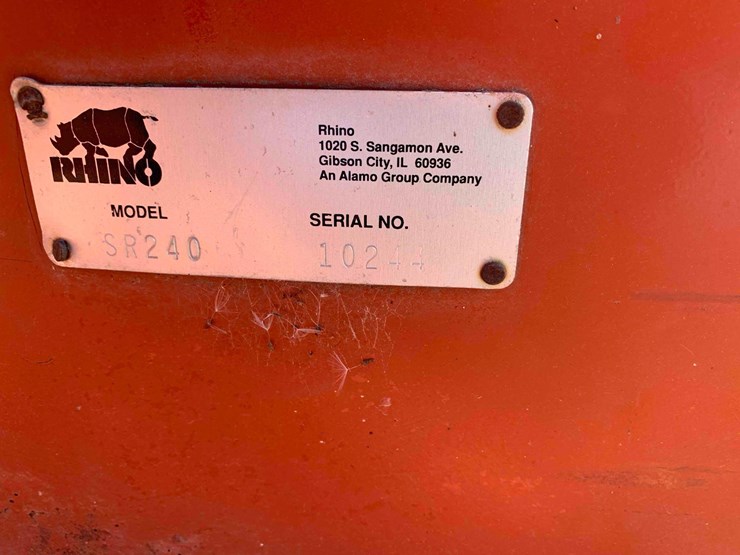 RHINO
Rhino
1020 S. Sangamon Ave.
Gibson City, IL 60936
An Alamo Group Company
MODEL
SR240
SERIAL NO.
10244